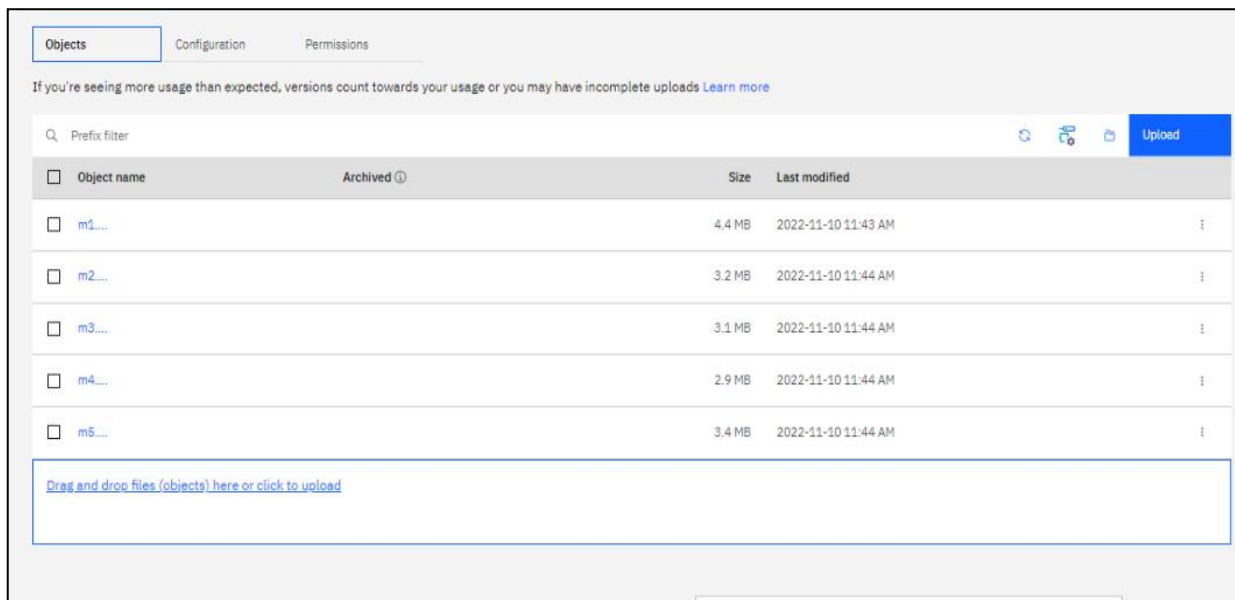 Objects Configuration Permissions
If you're seeing more usage than expected, versions count towards your usage or you may have incomplete uploads Learn more
Prefix filter Upload
Object name Archived Size Last modified
m1.... 4.4 MB 2022-11-10 11:43 AM
m2.... 3.2 MB 2022-11-10 11:44 AM
m3.... 3.1 MB 2022-11-10 11:44 AM
m4.... 2.9 MB 2022-11-10 11:44 AM
m5.... 3.4 MB 2022-11-10 11:44 AM
Drag and drop files (objects) here or click to upload